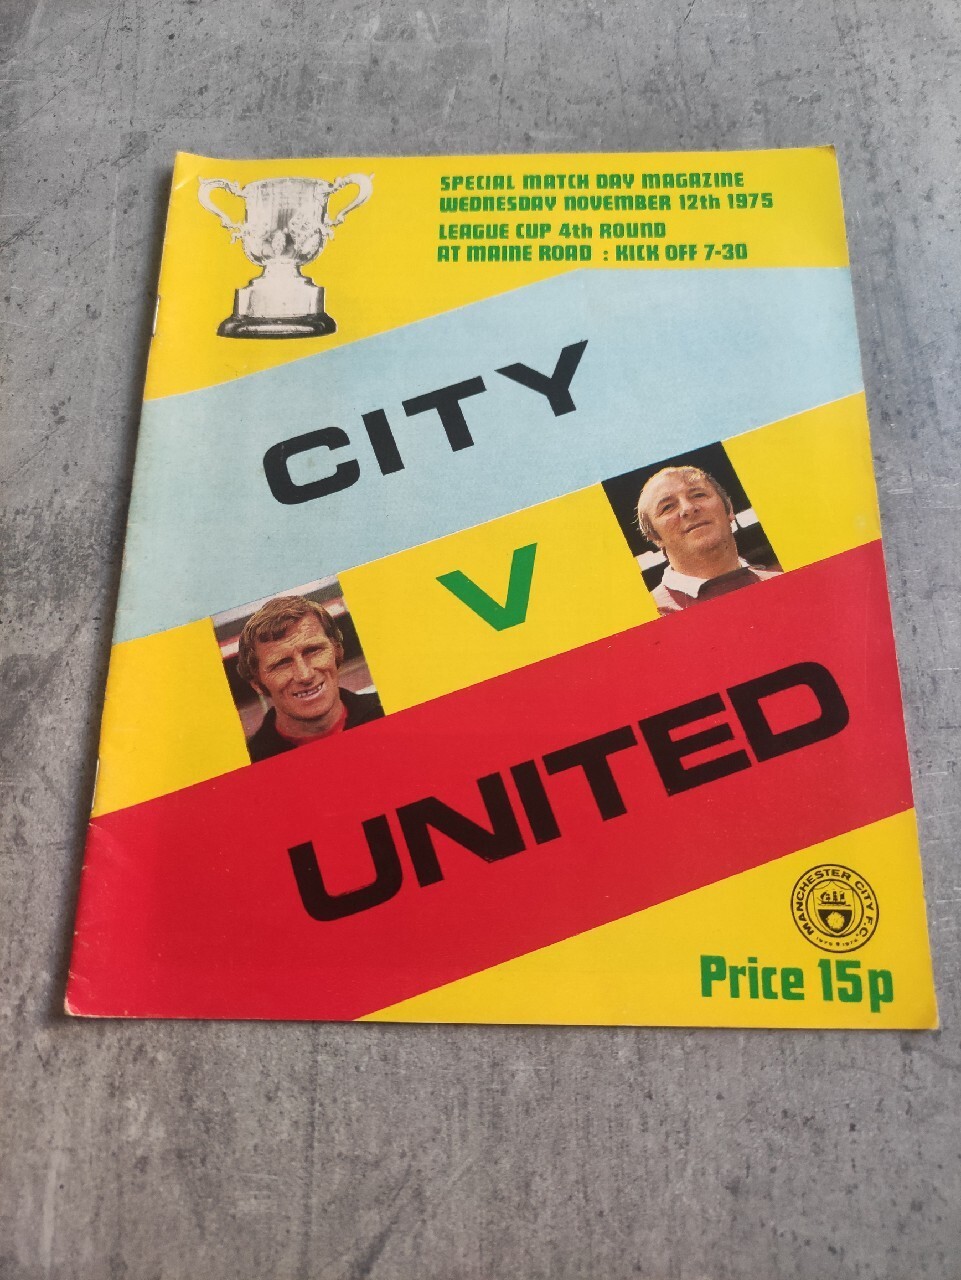 SPECIAL MATCH DAY MAGAZINE
WEDNESDAY NOVEMBER 12th 1975
LEAGUE CUP 4th ROUND
AT MAINE ROAD : KICK OFF 7-30
CITY
V
UNITED
MANCHESTER CITY F.C.
Price 15p